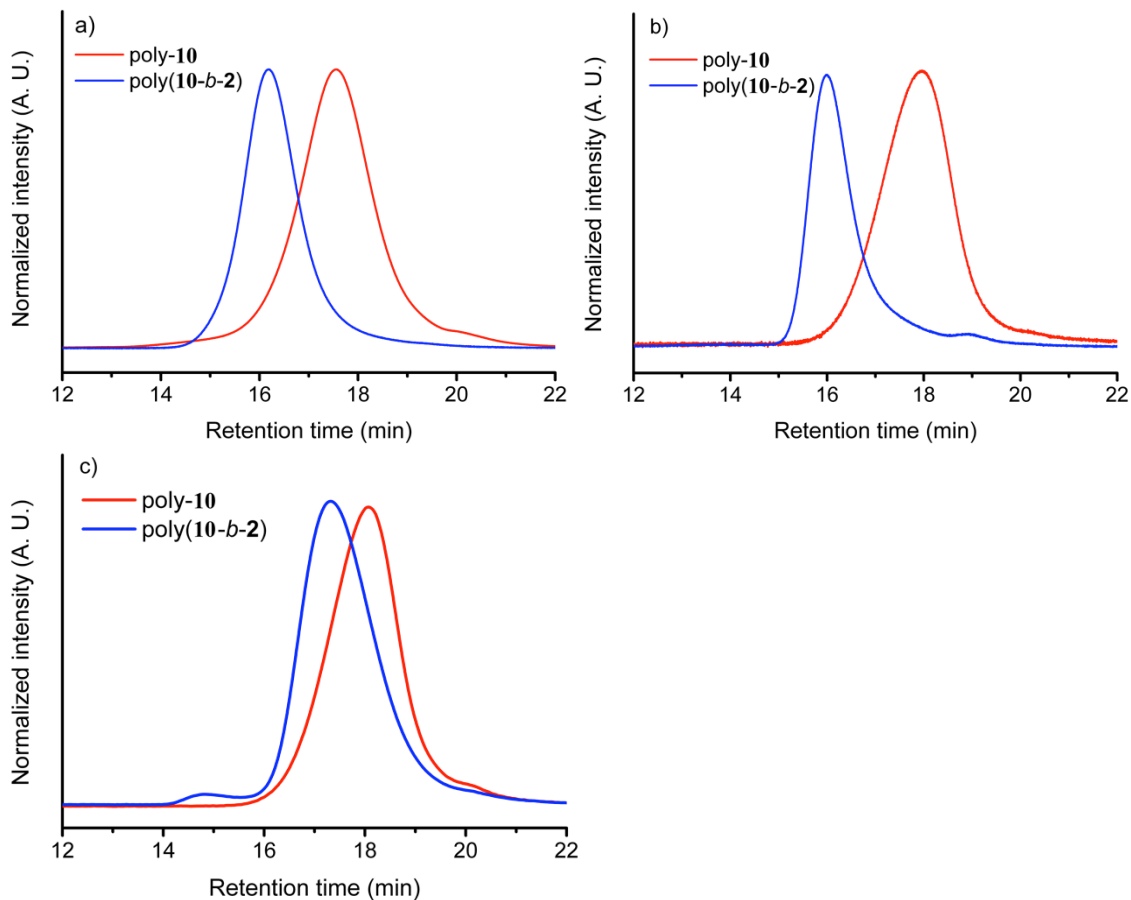 a)
poly-10
poly(10-b-2)
Normalized intensity (A. U.)
12 14 16 18 20 22
Retention time (min)
b)
poly-10
poly(10-b-2)
Normalized intensity (A. U.)
12 14 16 18 20 22
Retention time (min)
c)
poly-10
poly(10-b-2)
Normalized intensity (A. U.)
12 14 16 18 20 22
Retention time (min)